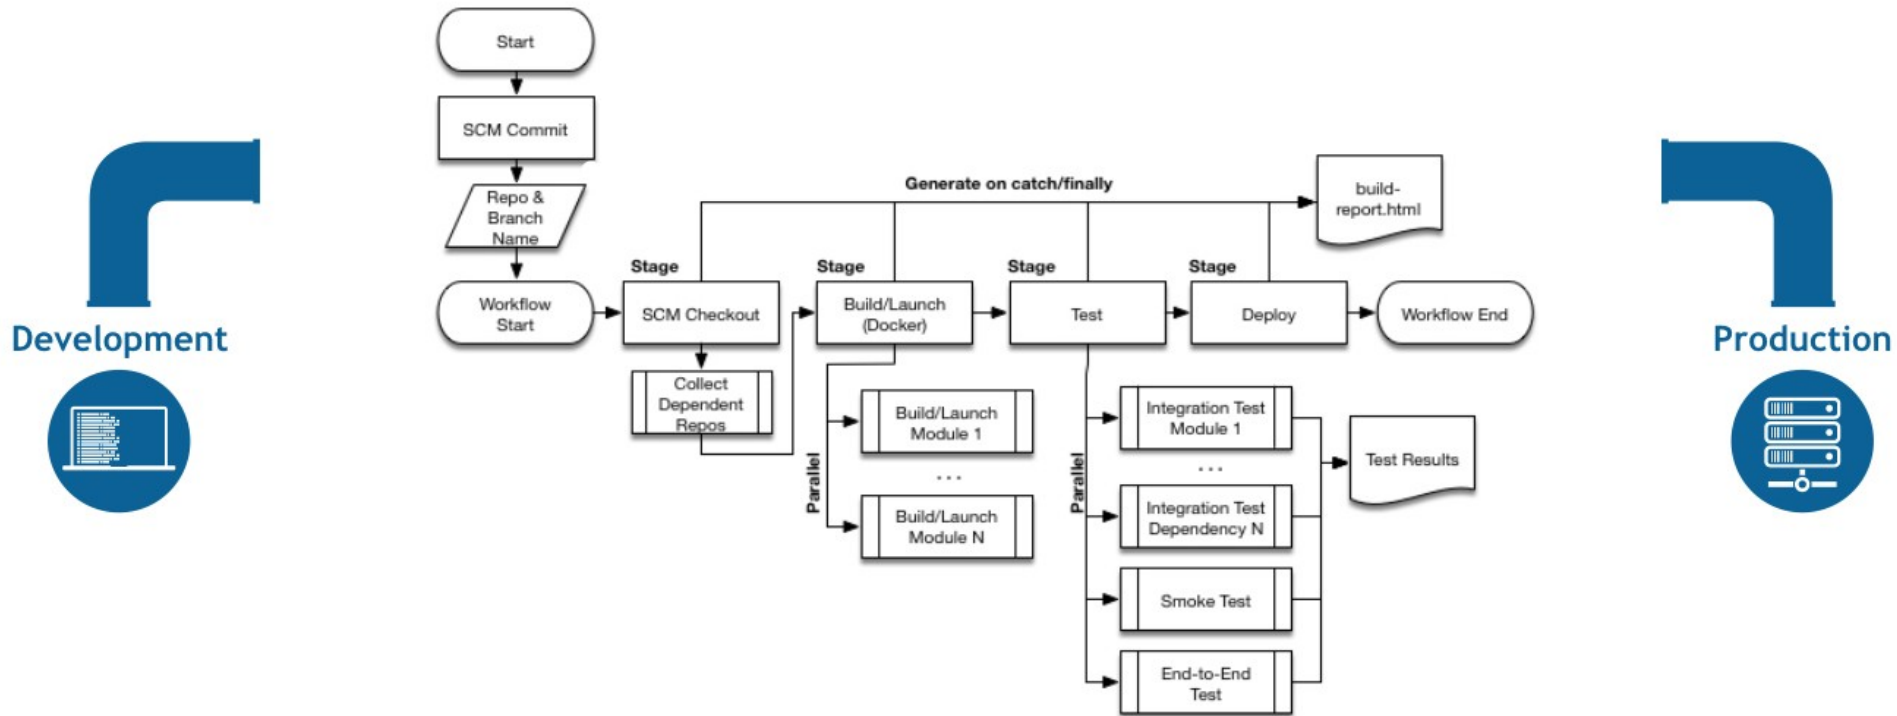 Start
SCM Commit
Repo &
Branch
Name
Generate on catch/finally
build-
report.html
Stage
Stage
Stage
Stage
Workflow
Start
SCM Checkout
Build/Launch
(Docker)
Test
Deploy
Workflow End
Development
Production
Collect
Dependent
Repos
Parallel
Build/Launch
Module 1
...
Build/Launch
Module N
Parallel
Integration Test
Module 1
...
Integration Test
Dependency N
Smoke Test
End-to-End
Test
Test Results